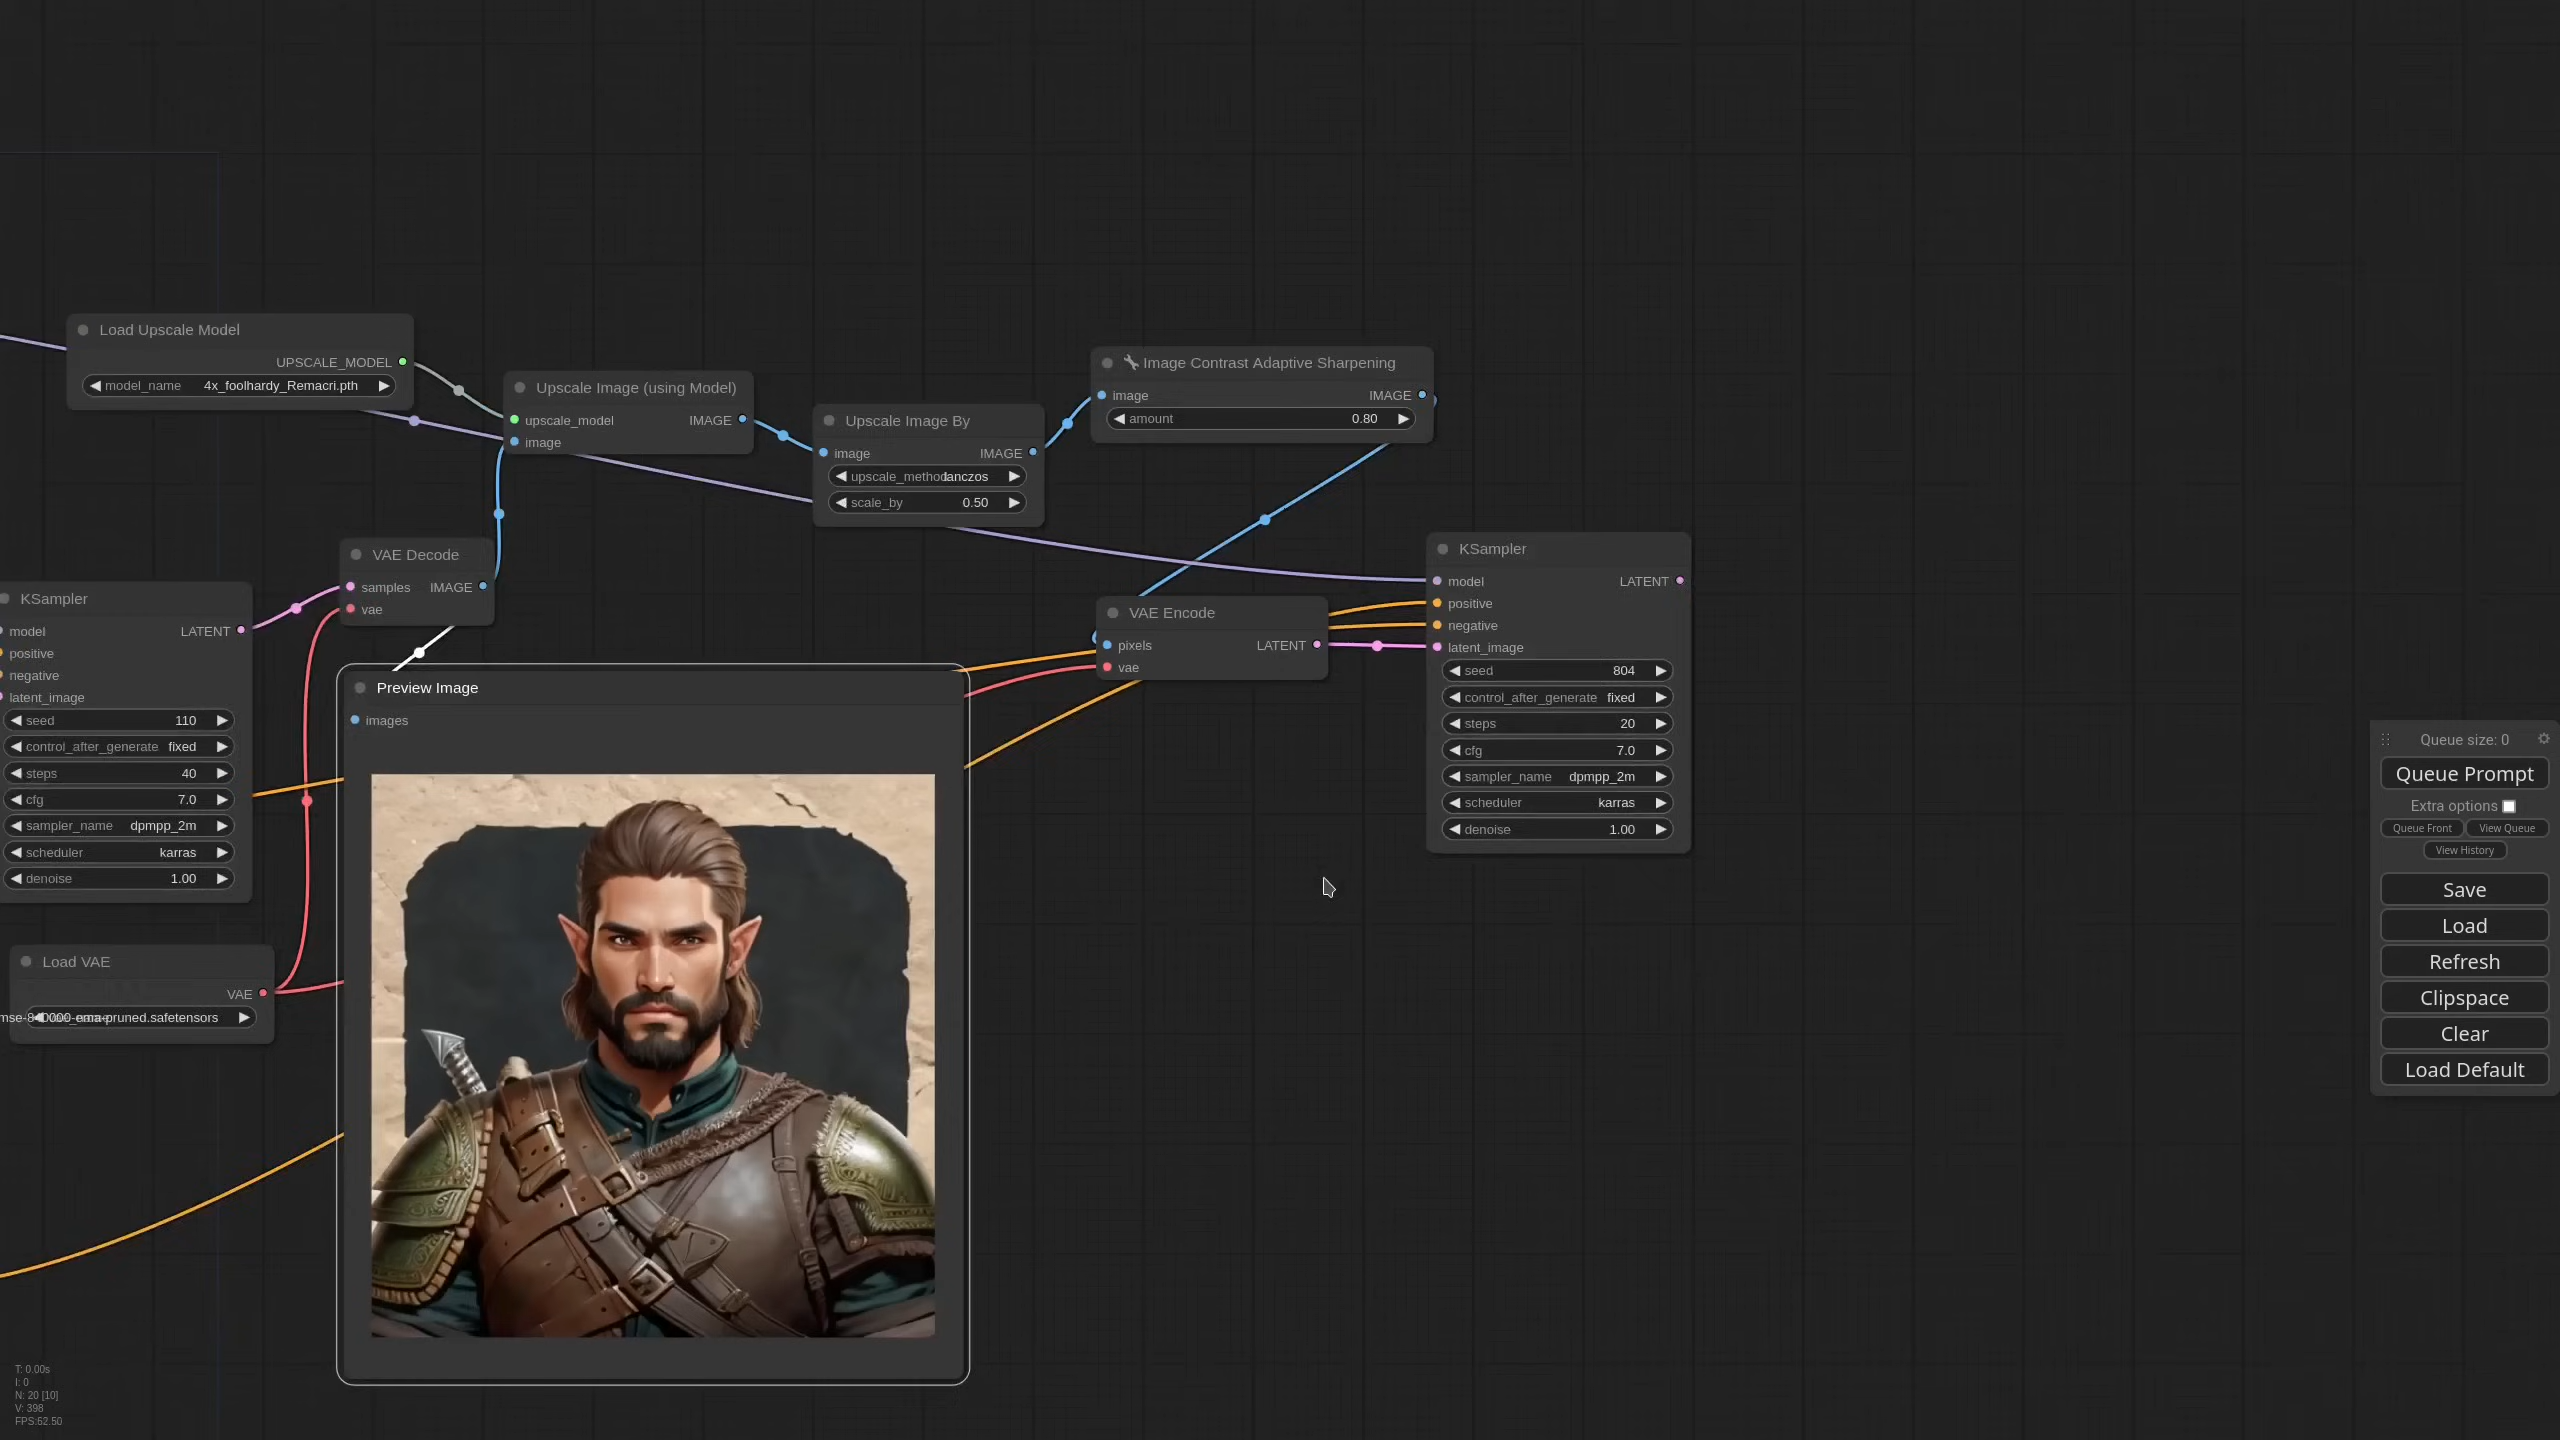 Load Upscale Model
UPSCALE_MODEL
model_name 4x_foolhardy_Remacri.pth
Upscale Image (using Model)
upscale_model IMAGE
image
Upscale Image By
image IMAGE
upscale_method lanczos
scale_by 0.50
Image Contrast Adaptive Sharpening
image IMAGE
amount 0.80
VAE Decode
samples IMAGE
vae
KSampler
model LATENT
positive
negative
latent_image
seed 110
control_after_generate fixed
steps 40
cfg 7.0
sampler_name dpmpp_2m
scheduler karras
denoise 1.00
Load VAE
VAE
pruned.safetensors
Preview Image
images
VAE Encode
pixels LATENT
vae
KSampler
model LATENT
positive
negative
latent_image
seed 804
control_after_generate fixed
steps 20
cfg 7.0
sampler_name dpmpp_2m
scheduler karras
denoise 1.00
Queue size: 0
Queue Prompt
Extra options
Queue Front View Queue
View History
Save
Load
Refresh
Clipspace
Clear
Load Default
T: 0.00s
I: 0
N: 20 [10]
V: 398
FPS:62.50